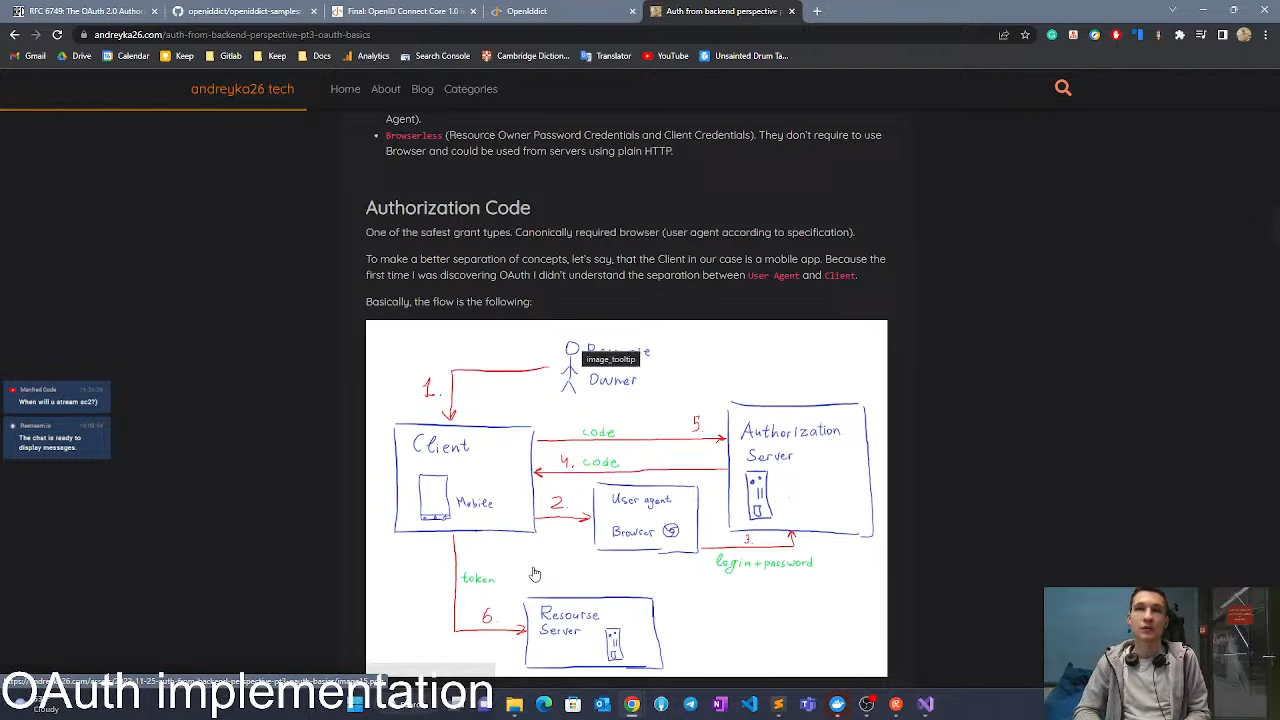 RFC 6749: The OAuth 2.0 Author
openiddict/openiddict-samples:
Final: OpenID Connect Core 1.0 i
OpenIddict
Auth from backend perspective p
andreyka26.com/auth-from-backend-perspective-pt3-oauth-basics
Gmail
Drive
Calendar
Keep
Gitlab
Keep
Docs
Analytics
Search Console
Cambridge Dictionar...
Translator
YouTube
Unsainted Drum Ta...
andreyka26 tech
Home
About
Blog
Categories
Agent).
Browserless (Resource Owner Password Credentials and Client Credentials). They don't require to use
Browser and could be used from servers using plain HTTP.
Authorization Code
One of the safest grant types. Canonically required browser (user agent according to specification).
To make a better separation of concepts, let's say, that the Client in our case is a mobile app. Because the
first time I was discovering OAuth I didn't understand the separation between User Agent and Client.
Basically, the flow is the following:
image_tooltip
Owner
1.
Client
Mobile
code
5.
4. code
2.
User agent
Browser
Authorization
Server
3.
login + password
token
6.
Resourse
Server
Manfred Code
When will u stream sc2?)
Restream.io
The chat is ready to
display messages.
OAuth implementation
Cloudy